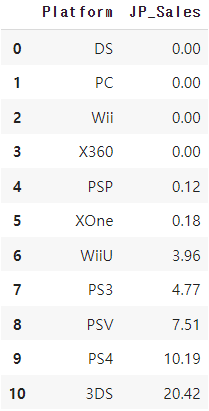 Platform JP_Sales
0 DS 0.00
1 PC 0.00
2 Wii 0.00
3 X360 0.00
4 PSP 0.12
5 XOne 0.18
6 WiiU 3.96
7 PS3 4.77
8 PSV 7.51
9 PS4 10.19
10 3DS 20.42